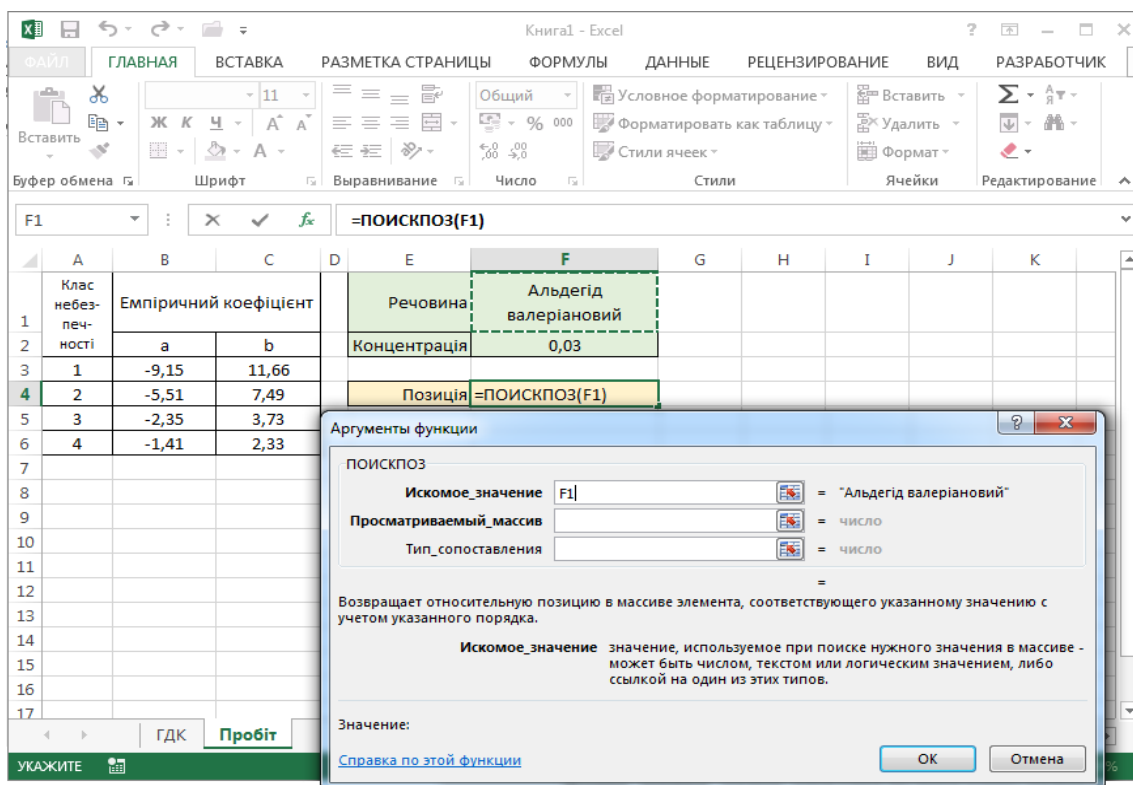 Книга1 - Excel
ФАЙЛ ГЛАВНАЯ ВСТАВКА РАЗМЕТКА СТРАНИЦЫ ФОРМУЛЫ ДАННЫЕ РЕЦЕНЗИРОВАНИЕ ВИД РАЗРАБОТЧИК
11 Общий Условное форматирование Вставить
Вставить Ж К Ч % 000 Форматировать как таблицу Удалить
А Стили ячеек Формат
Буфер обмена Шрифт Выравнивание Число Стили Ячейки Редактирование
F1 fx =ПОИСКПОЗ(F1)
A B C D E F G H I J K
1 Клас небез- печ- ності Емпіричний коефіцієнт Речовина Альдегід валеріановий
2 a b Концентрація 0,03
3 1 -9,15 11,66
4 2 -5,51 7,49 Позиція =ПОИСКПОЗ(F1)
5 3 -2,35 3,73
6 4 -1,41 2,33
7
8
9
10
11
12
13
14
15
16
17
Аргументы функции
ПОИСКПОЗ
Искомое_значение F1 = "Альдегід валеріановий"
Просматриваемый_массив = число
Тип_сопоставления = число
=
Возвращает относительную позицию в массиве элемента, соответствующего указанному значению с
учетом указанного порядка.
Искомое_значение значение, используемое при поиске нужного значения в массиве -
может быть числом, текстом или логическим значением, либо
ссылкой на один из этих типов.
Значение:
Справка по этой функции ОК Отмена
ГДК Пробіт
УКАЖИТЕ